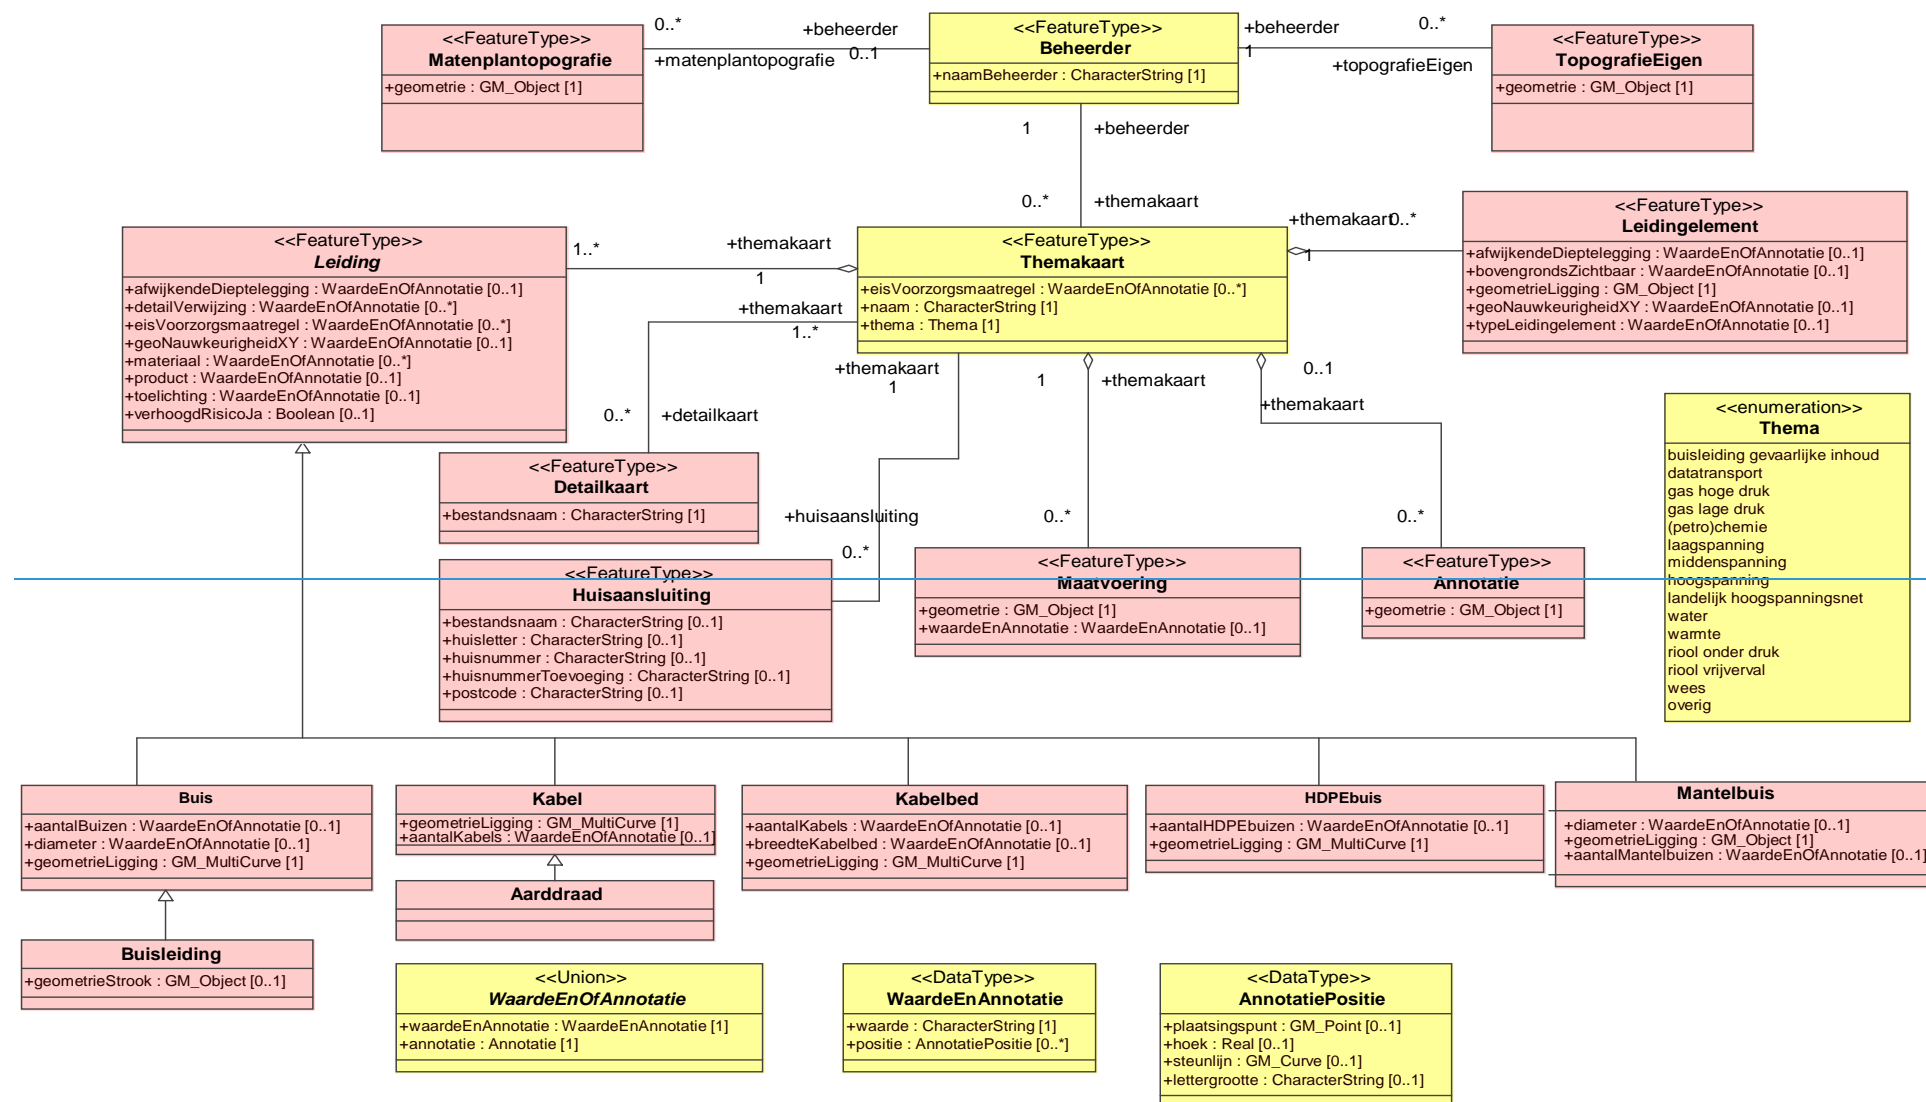 <<FeatureType>>
Matenplantopografie
+geometrie : GM_Object [1]
0..*
+beheerder
+matenplantopografie
0..1
<<FeatureType>>
Beheerder
+naamBeheerder : CharacterString [1]
+beheerder
0..*
1
+topografieEigen
<<FeatureType>>
TopografieEigen
+geometrie : GM_Object [1]
1
+beheerder
0..*
+themakaart
<<FeatureType>>
Leiding
+afwijkendeDieptelegging : WaardeEnOfAnnotatie [0..1]
+detailVerwijzing : WaardeEnOfAnnotatie [0..*]
+eisVoorzorgsmaatregel : WaardeEnOfAnnotatie [0..*]
+geoNauwkeurigheidXY : WaardeEnOfAnnotatie [0..1]
+materiaal : WaardeEnOfAnnotatie [0..*]
+product : WaardeEnOfAnnotatie [0..1]
+toelichting : WaardeEnOfAnnotatie [0..1]
+verhoogdRisicoJa : Boolean [0..1]
1..*
+themakaart
1
+themakaart
1..*
<<FeatureType>>
Themakaart
+eisVoorzorgsmaatregel : WaardeEnOfAnnotatie [0..*]
+naam : CharacterString [1]
+thema : Thema [1]
+themakaart
0..*
1
<<FeatureType>>
Leidingelement
+afwijkendeDieptelegging : WaardeEnOfAnnotatie [0..1]
+bovengrondsZichtbaar : WaardeEnOfAnnotatie [0..1]
+geometrieLigging : GM_Object [1]
+geoNauwkeurigheidXY : WaardeEnOfAnnotatie [0..1]
+typeLeidingelement : WaardeEnOfAnnotatie [0..1]
+themakaart
1
1
+themakaart
0..1
+themakaart
0..*
+detailkaart
<<FeatureType>>
Detailkaart
+bestandsnaam : CharacterString [1]
+huisaansluiting
0..*
0..*
0..*
<<FeatureType>>
Huisaansluiting
+bestandsnaam : CharacterString [0..1]
+huisletter : CharacterString [0..1]
+huisnummer : CharacterString [0..1]
+huisnummerToevoeging : CharacterString [0..1]
+postcode : CharacterString [0..1]
<<FeatureType>>
Maatvoering
+geometrie : GM_Object [1]
+waardeEnAnnotatie : WaardeEnAnnotatie [0..1]
<<FeatureType>>
Annotatie
+geometrie : GM_Object [1]
<<enumeration>>
Thema
buisleiding gevaarlijke inhoud
datatransport
gas hoge druk
gas lage druk
(petro)chemie
laagspanning
middenspanning
hoogspanning
landelijk hoogspanningsnet
water
warmte
riool onder druk
riool vrijverval
wees
overig
Buis
+aantalBuizen : WaardeEnOfAnnotatie [0..1]
+diameter : WaardeEnOfAnnotatie [0..1]
+geometrieLigging : GM_MultiCurve [1]
Kabel
+geometrieLigging : GM_MultiCurve [1]
+aantalKabels : WaardeEnOfAnnotatie [0..1]
Kabelbed
+aantalKabels : WaardeEnOfAnnotatie [0..1]
+breedteKabelbed : WaardeEnOfAnnotatie [0..1]
+geometrieLigging : GM_MultiCurve [1]
HDPEbuis
+aantalHDPEbuizen : WaardeEnOfAnnotatie [0..1]
+geometrieLigging : GM_MultiCurve [1]
Mantelbuis
+diameter : WaardeEnOfAnnotatie [0..1]
+geometrieLigging : GM_Object [1]
+aantalMantelbuizen : WaardeEnOfAnnotatie [0..1]
Aarddraad
Buisleiding
+geometrieStrook : GM_Object [0..1]
<<Union>>
WaardeEnOfAnnotatie
+waardeEnAnnotatie : WaardeEnAnnotatie [1]
+annotatie : Annotatie [1]
<<DataType>>
WaardeEnAnnotatie
+waarde : CharacterString [1]
+positie : AnnotatiePositie [0..*]
<<DataType>>
AnnotatiePositie
+plaatsingspunt : GM_Point [0..1]
+hoek : Real [0..1]
+steunlijn : GM_Curve [0..1]
+lettergrootte : CharacterString [0..1]